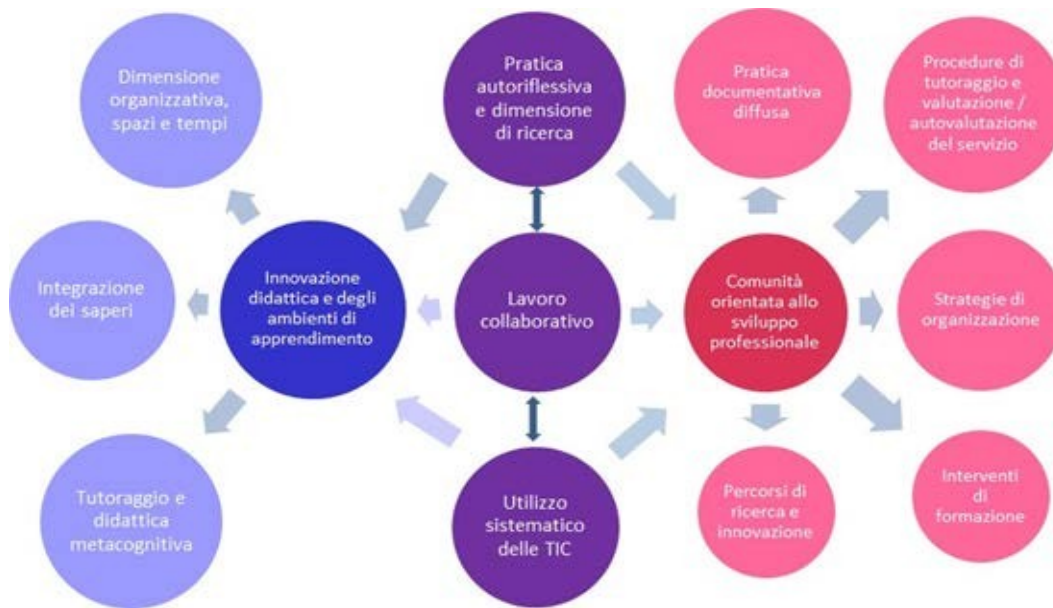 Dimensione
organizzativa,
spazi e tempi
Pratica
autoriflessiva
e dimensione
di ricerca
Pratica
documentativa
diffusa
Procedure di
tutoraggio e
valutazione /
autovalutazione
del servizio
Integrazione
dei saperi
Innovazione
didattica e degli
ambienti di
apprendimento
Lavoro
collaborativo
Comunità
orientata allo
sviluppo
professionale
Strategie di
organizzazione
Tutoraggio e
didattica
metacognitiva
Utilizzo
sistematico
delle TIC
Percorsi di
ricerca e
innovazione
Interventi
di
formazione